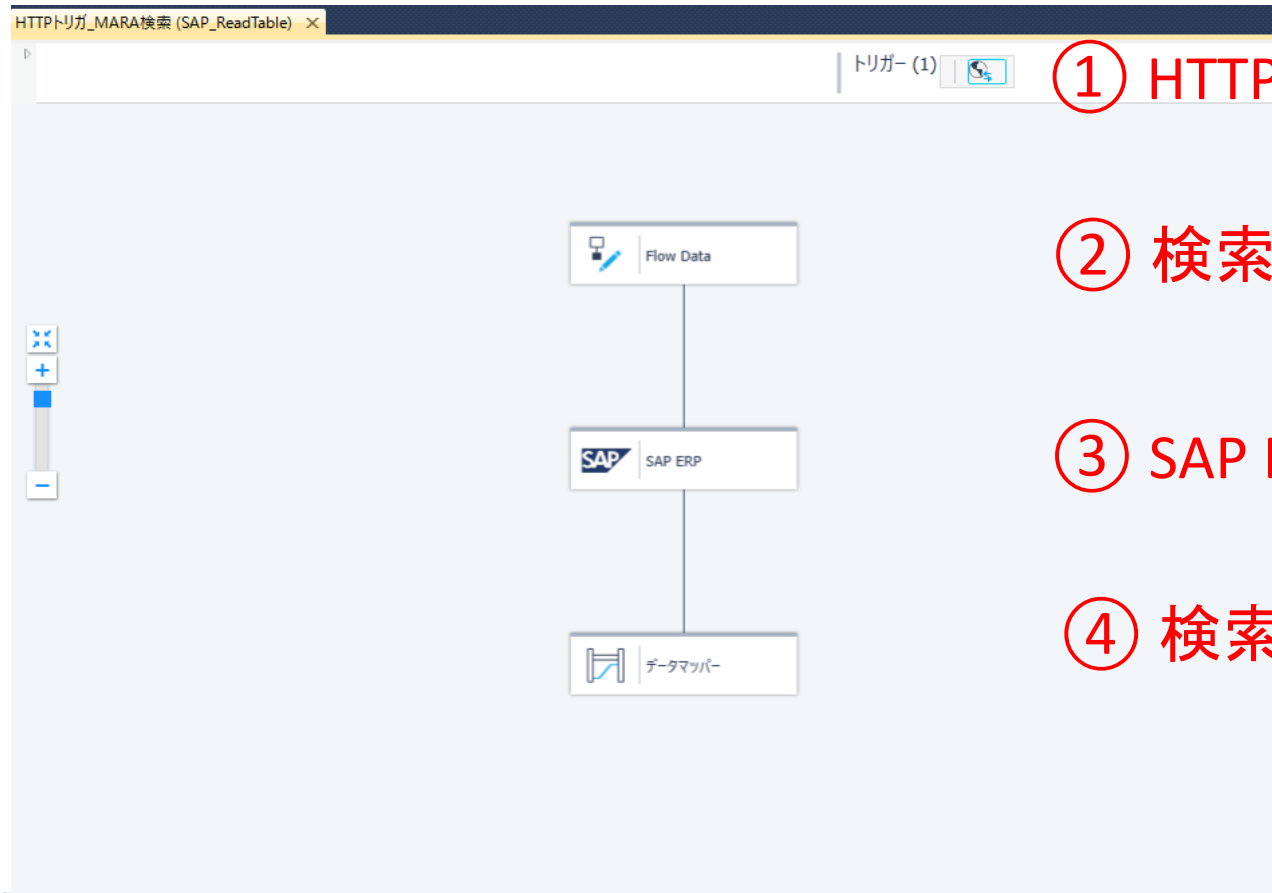 HTTPトリガ_MARA検索 (SAP_ReadTable)
トリガー (1)
① HTTP
Flow Data
② 検索
SAP
SAP ERP
③ SAP
データマッパー
④ 検索